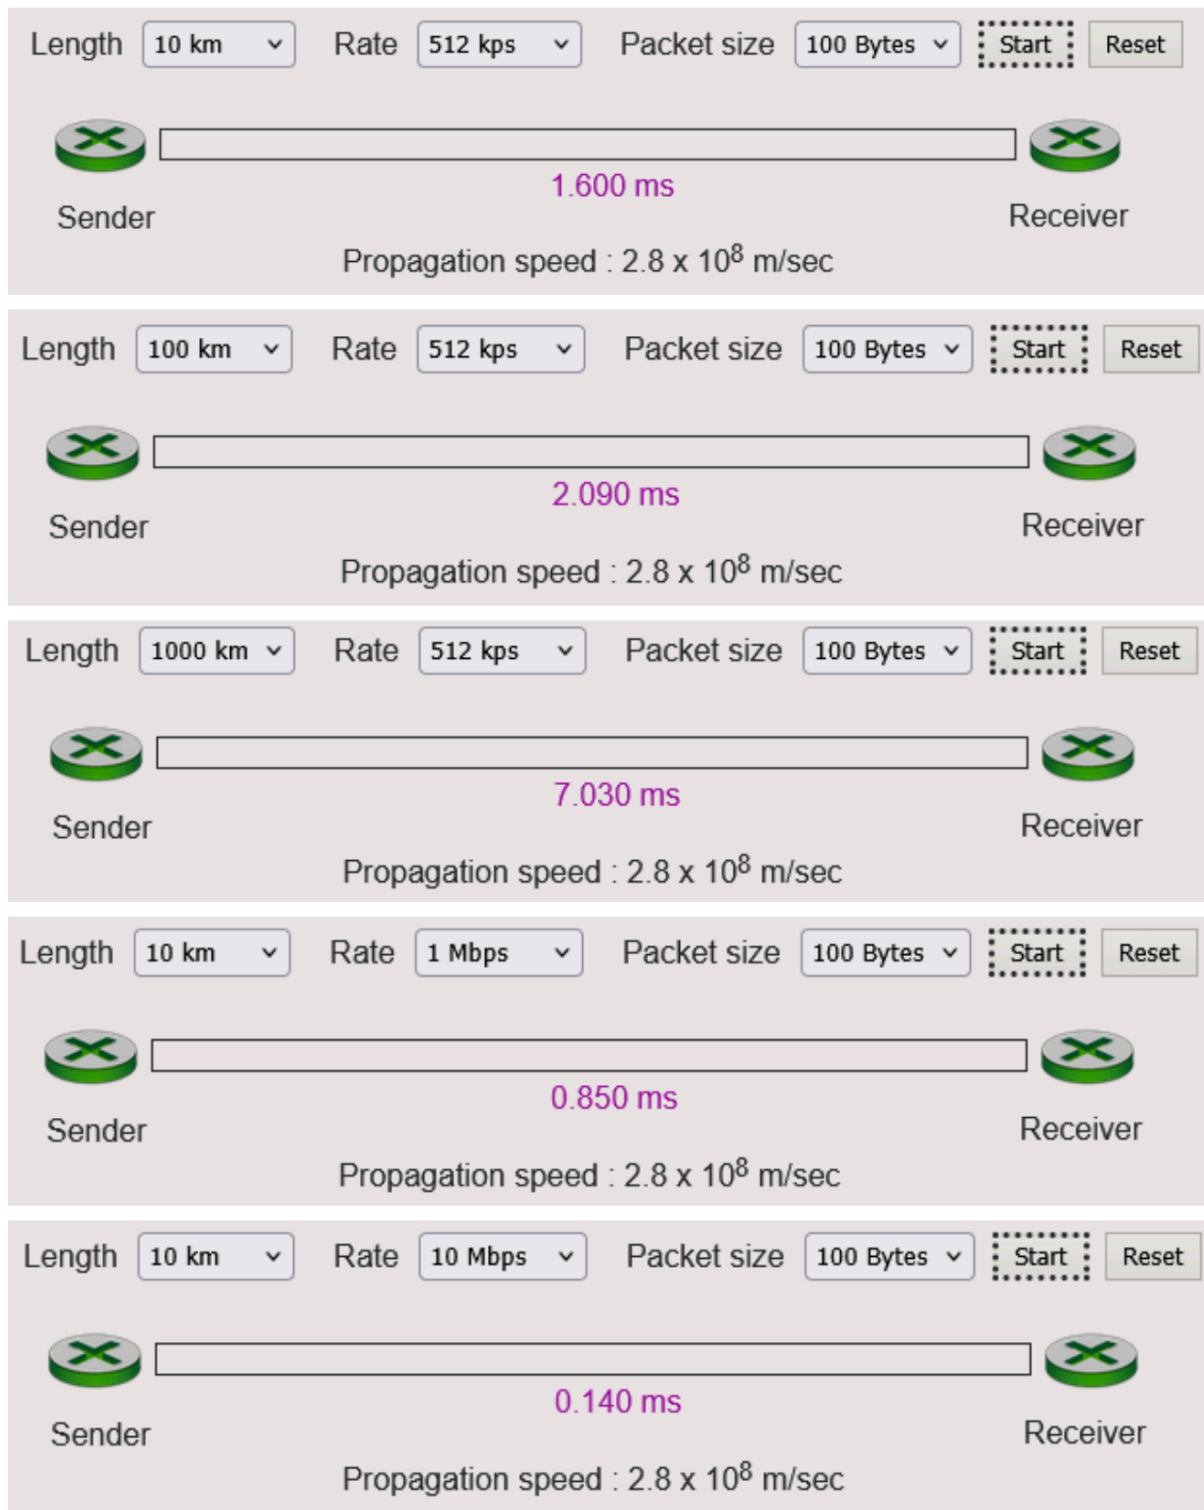 Length 10 km Rate 512 kps Packet size 100 Bytes Start Reset
1.600 ms
Sender Receiver
Propagation speed : 2.8 x 10⁸ m/sec
Length 100 km Rate 512 kps Packet size 100 Bytes Start Reset
2.090 ms
Sender Receiver
Propagation speed : 2.8 x 10⁸ m/sec
Length 1000 km Rate 512 kps Packet size 100 Bytes Start Reset
7.030 ms
Sender Receiver
Propagation speed : 2.8 x 10⁸ m/sec
Length 10 km Rate 1 Mbps Packet size 100 Bytes Start Reset
0.850 ms
Sender Receiver
Propagation speed : 2.8 x 10⁸ m/sec
Length 10 km Rate 10 Mbps Packet size 100 Bytes Start Reset
0.140 ms
Sender Receiver
Propagation speed : 2.8 x 10⁸ m/sec